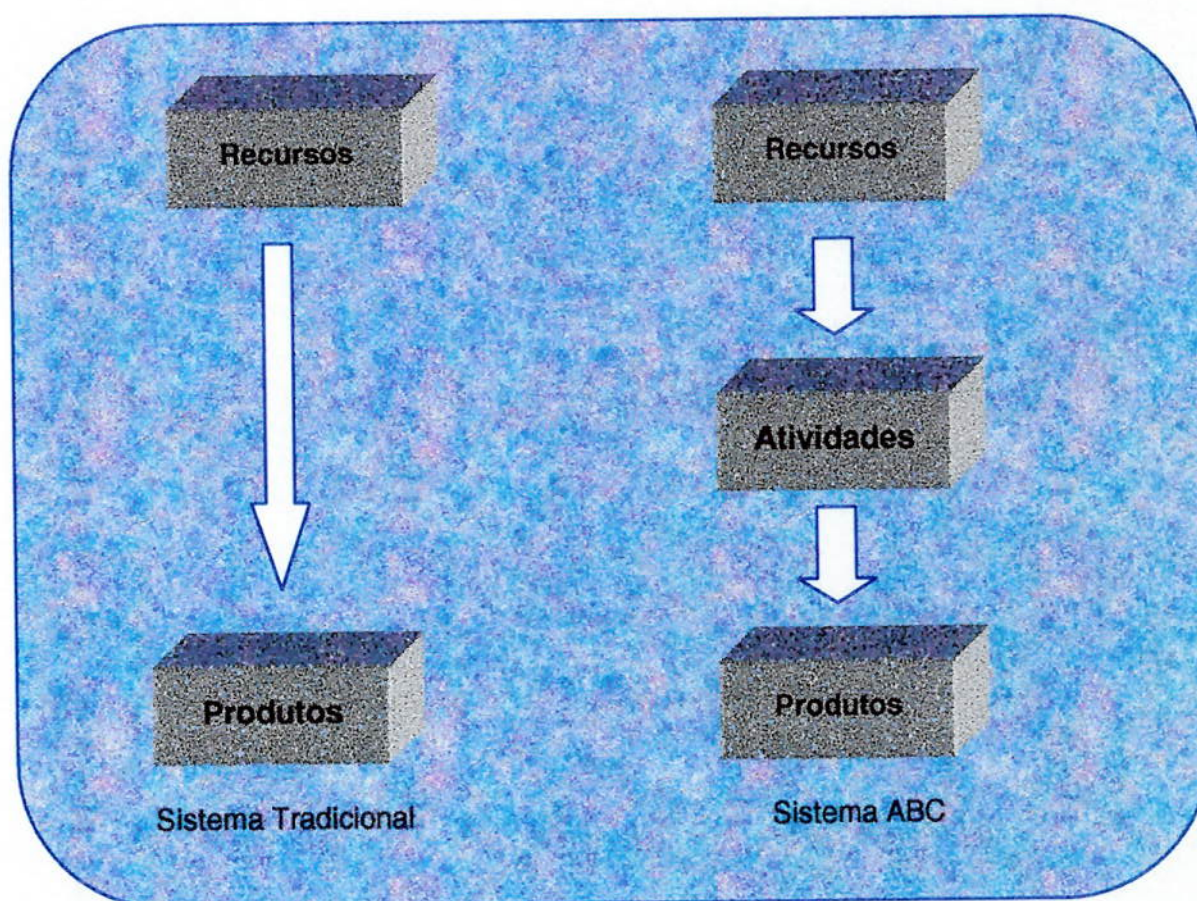 Recursos
Recursos
Atividades
Produtos
Produtos
Sistema Tradicional
Sistema ABC